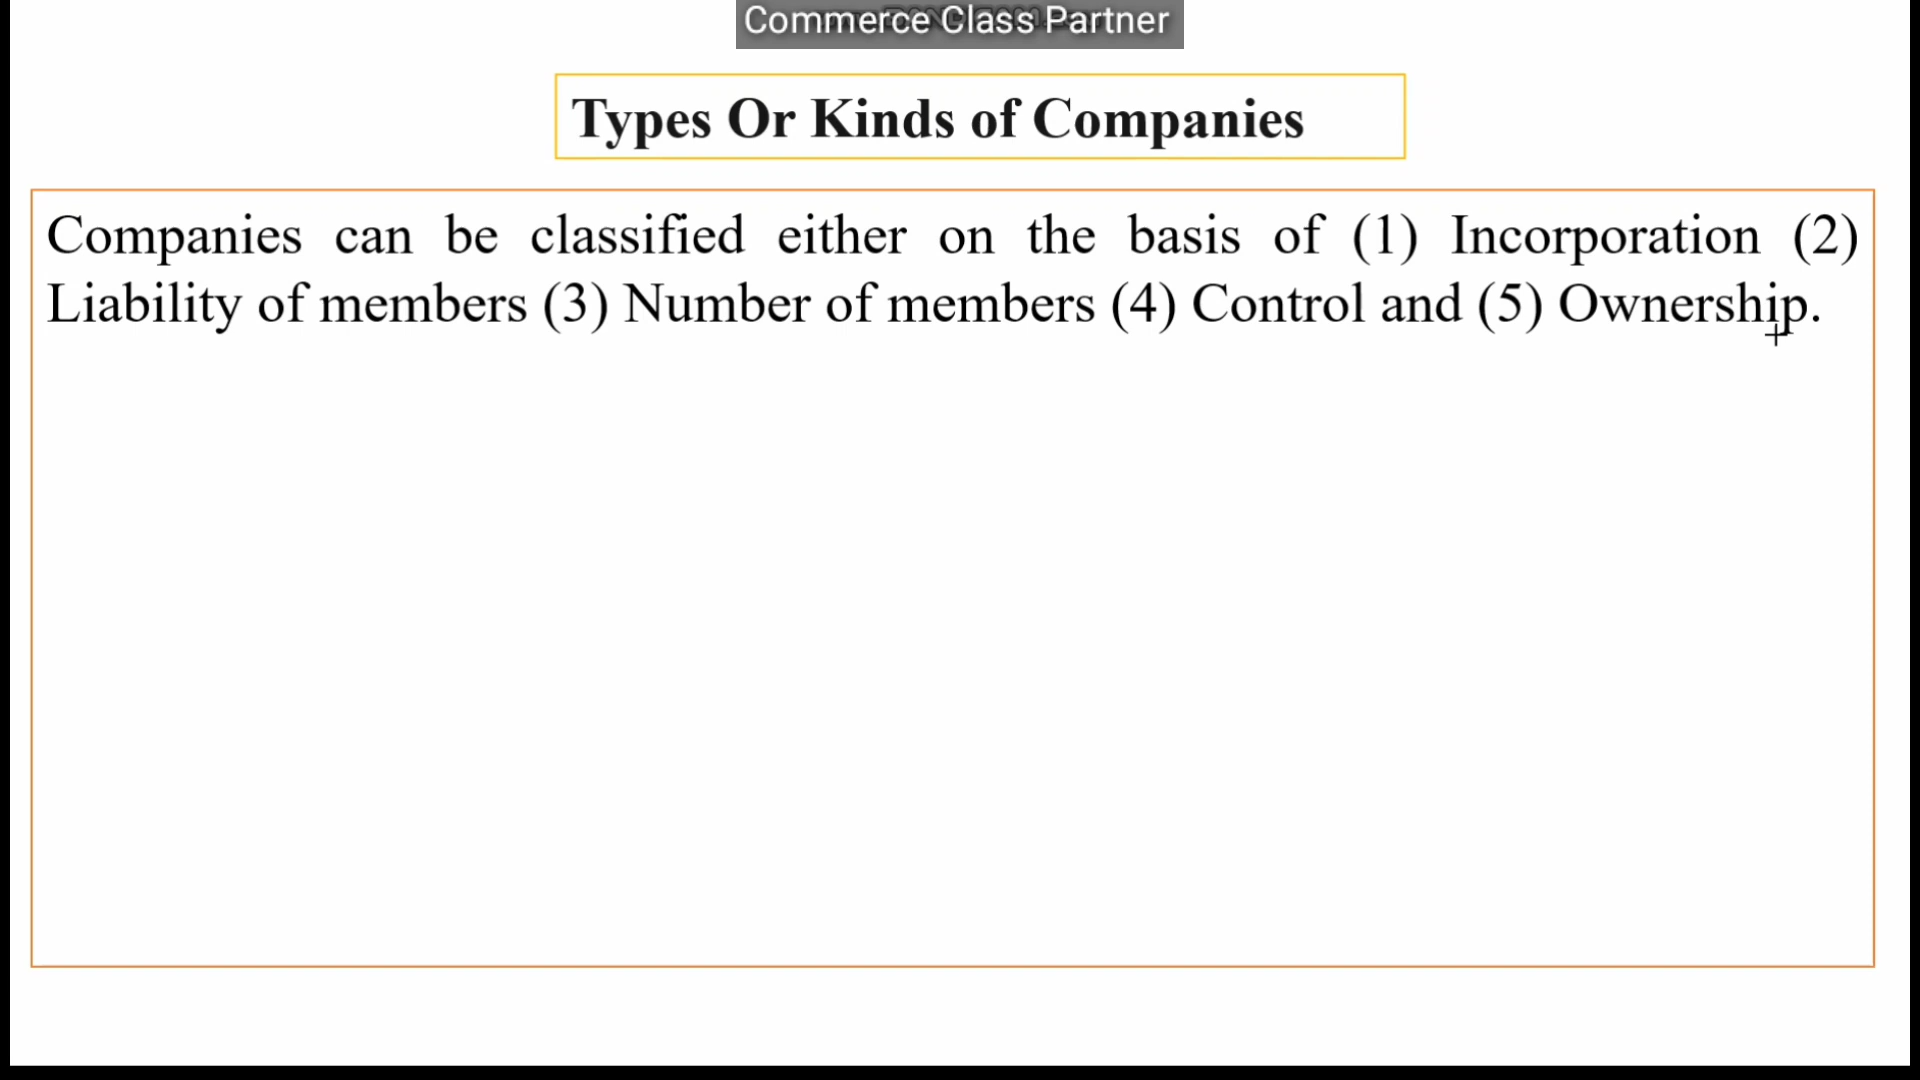 Commerce Class Partner
Types Or Kinds of Companies
Companies can be classified either on the basis of (1) Incorporation (2)
Liability of members (3) Number of members (4) Control and (5) Ownership.